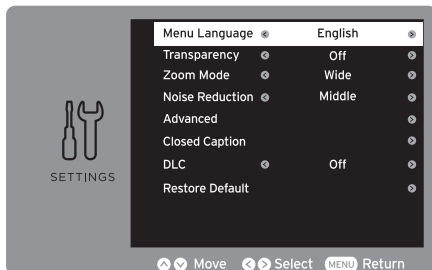 Menu Language English
Transparency Off
Zoom Mode Wide
Noise Reduction Middle
Advanced
Closed Caption
DLC Off
Restore Default
SETTINGS
Move Select MENU Return